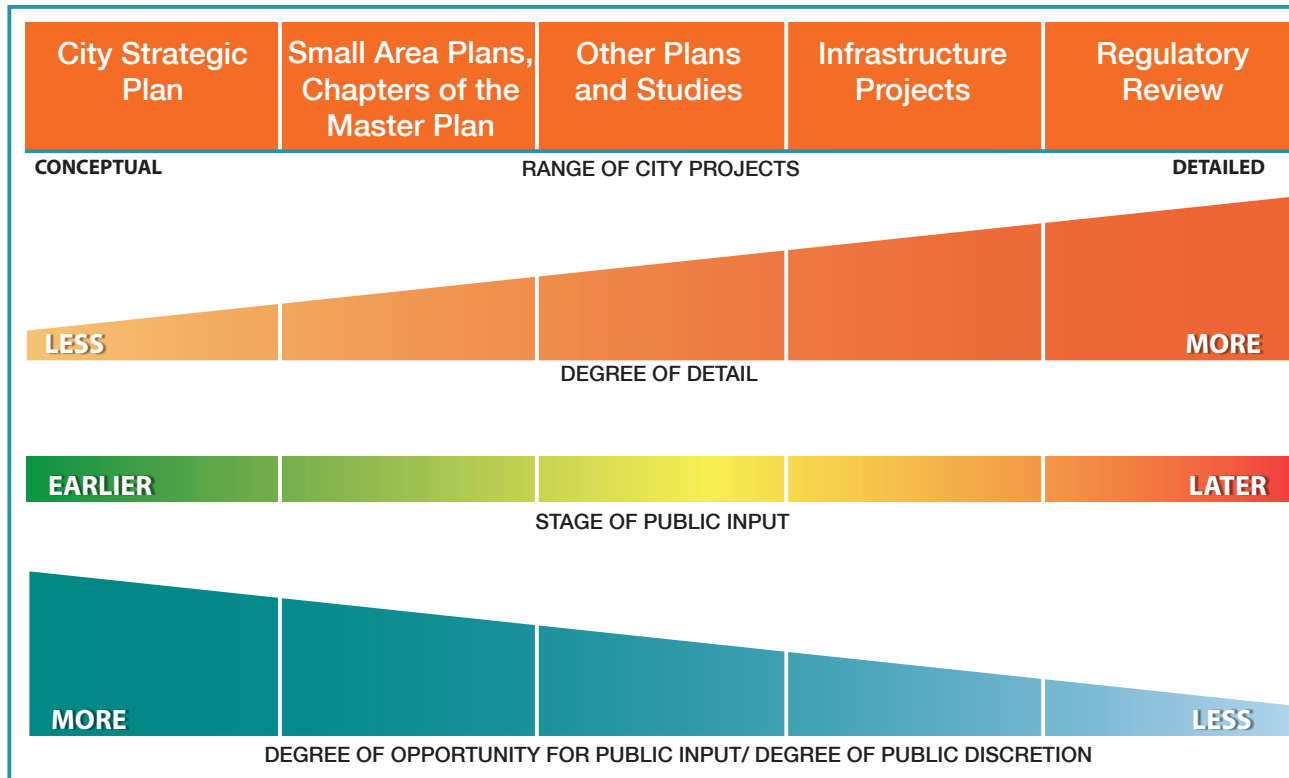 City Strategic
Plan
Small Area Plans,
Chapters of the
Master Plan
Other Plans
and Studies
Infrastructure
Projects
Regulatory
Review
CONCEPTUAL
RANGE OF CITY PROJECTS
DETAILED
LESS
MORE
DEGREE OF DETAIL
EARLIER
LATER
STAGE OF PUBLIC INPUT
MORE
LESS
DEGREE OF OPPORTUNITY FOR PUBLIC INPUT/ DEGREE OF PUBLIC DISCRETION